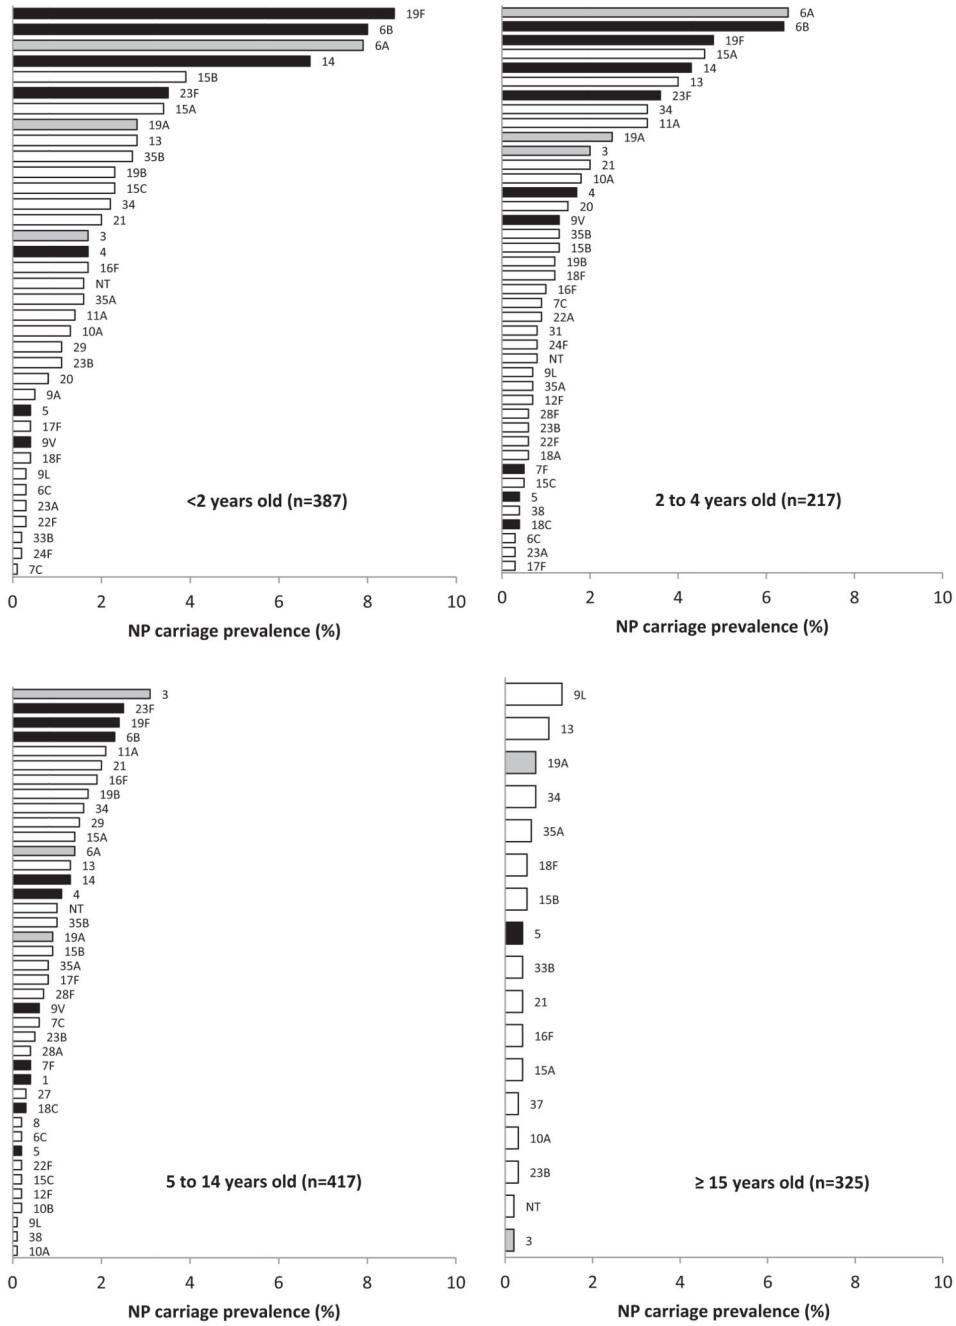 19F
6B
6A
14
15B
23F
15A
19A
13
35B
19B
15C
34
21
3
4
16F
NT
35A
11A
10A
29
23B
20
9A
5
17F
9V
18F
9L
6C
23A
22F
33B
24F
7C
<2 years old (n=387)
0 2 4 6 8 10
NP carriage prevalence (%)
6A
6B
19F
15A
14
13
23F
34
11A
19A
3
21
10A
4
20
9V
35B
15B
19B
18F
16F
7C
22A
31
24F
NT
9L
35A
12F
28F
23B
22F
18A
7F
15C
5
38
18C
6C
23A
17F
2 to 4 years old (n=217)
0 2 4 6 8 10
NP carriage prevalence (%)
3
23F
19F
6B
11A
21
16F
19B
34
29
15A
6A
13
14
4
NT
35B
19A
15B
35A
17F
28F
9V
7C
23B
28A
7F
1
27
18C
8
6C
5
22F
15C
12F
10B
9L
38
10A
5 to 14 years old (n=417)
0 2 4 6 8 10
NP carriage prevalence (%)
9L
13
19A
34
35A
18F
15B
5
33B
21
16F
15A
37
10A
23B
NT
3
≥ 15 years old (n=325)
0 2 4 6 8 10
NP carriage prevalence (%)